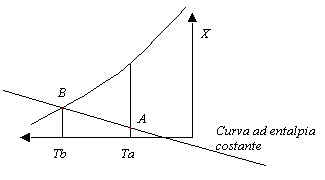 X
B
A
Curva ad entalpia
costante
Tb Ta